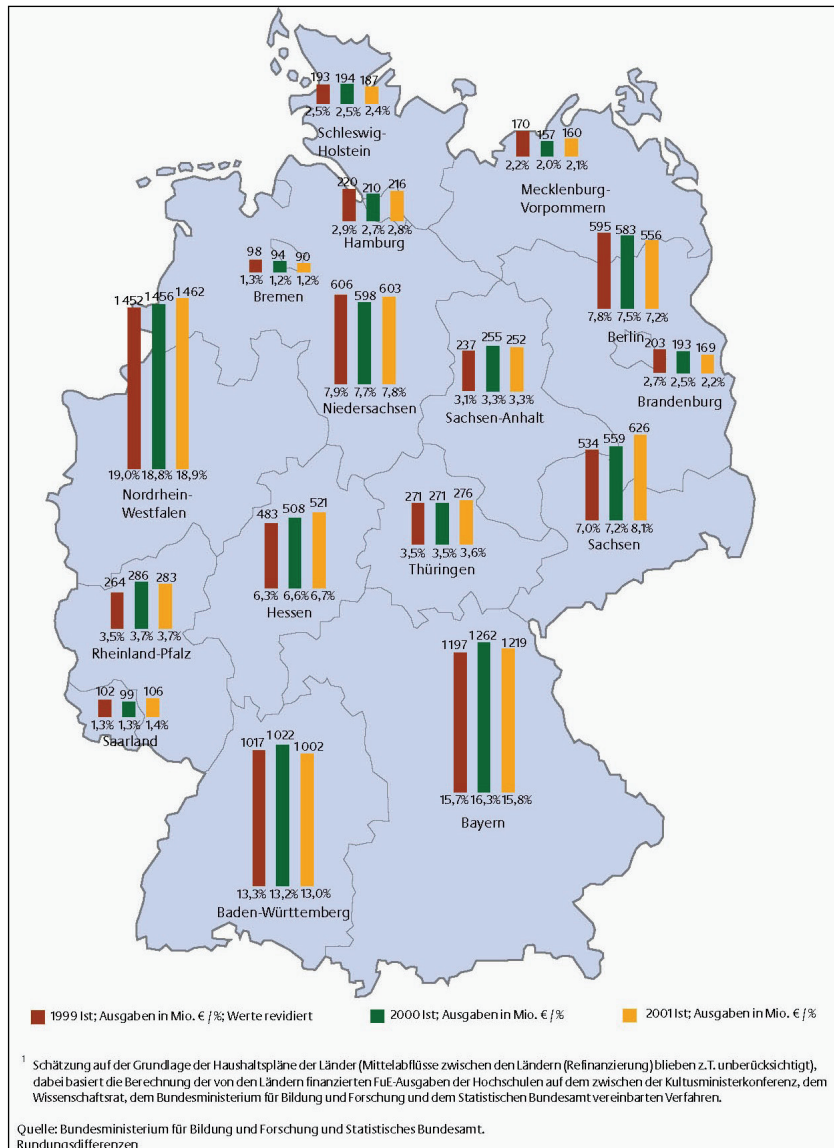 193 194 187
2,5% 2,5% 2,4%
Schleswig-
Holstein
170 157 160
2,2% 2,0% 2,1%
Mecklenburg-
Vorpommern
220 210 216
2,9% 2,7% 2,8%
Hamburg
595 583 556
7,8% 7,5% 7,2%
Berlin
98 94 90
1,3% 1,2% 1,2%
Bremen
606 598 603
7,9% 7,7% 7,8%
Niedersachsen
1452 1456 1462
19,0% 18,8% 18,9%
Nordrhein-
Westfalen
237 255 252
3,1% 3,3% 3,3%
Sachsen-Anhalt
203 193 169
2,7% 2,5% 2,2%
Brandenburg
534 559 626
7,0% 7,2% 8,1%
Sachsen
483 508 521
6,3% 6,6% 6,7%
Hessen
271 271 276
3,5% 3,5% 3,6%
Thüringen
264 286 283
3,5% 3,7% 3,7%
Rheinland-Pfalz
102 99 106
1,3% 1,3% 1,4%
Saarland
1197 1262 1219
15,7% 16,3% 15,8%
Bayern
1017 1022 1002
13,3% 13,2% 13,0%
Baden-Württemberg
1999 Ist; Ausgaben in Mio. € / %; Werte revidiert 2000 Ist; Ausgaben in Mio. € / % 2001 Ist; Ausgaben in Mio. € / %
1 Schätzung auf der Grundlage der Haushaltspläne der Länder (Mittelabflüsse zwischen den Ländern (Refinanzierung) blieben z.T. unberücksichtigt),
dabei basiert die Berechnung der von den Ländern finanzierten FuE-Ausgaben der Hochschulen auf dem zwischen der Kultusministerkonferenz, dem
Wissenschaftsrat, dem Bundesministerium für Bildung und Forschung und dem Statistischen Bundesamt vereinbarten Verfahren.
Quelle: Bundesministerium für Bildung und Forschung und Statistisches Bundesamt.
Rundungsdifferenzen